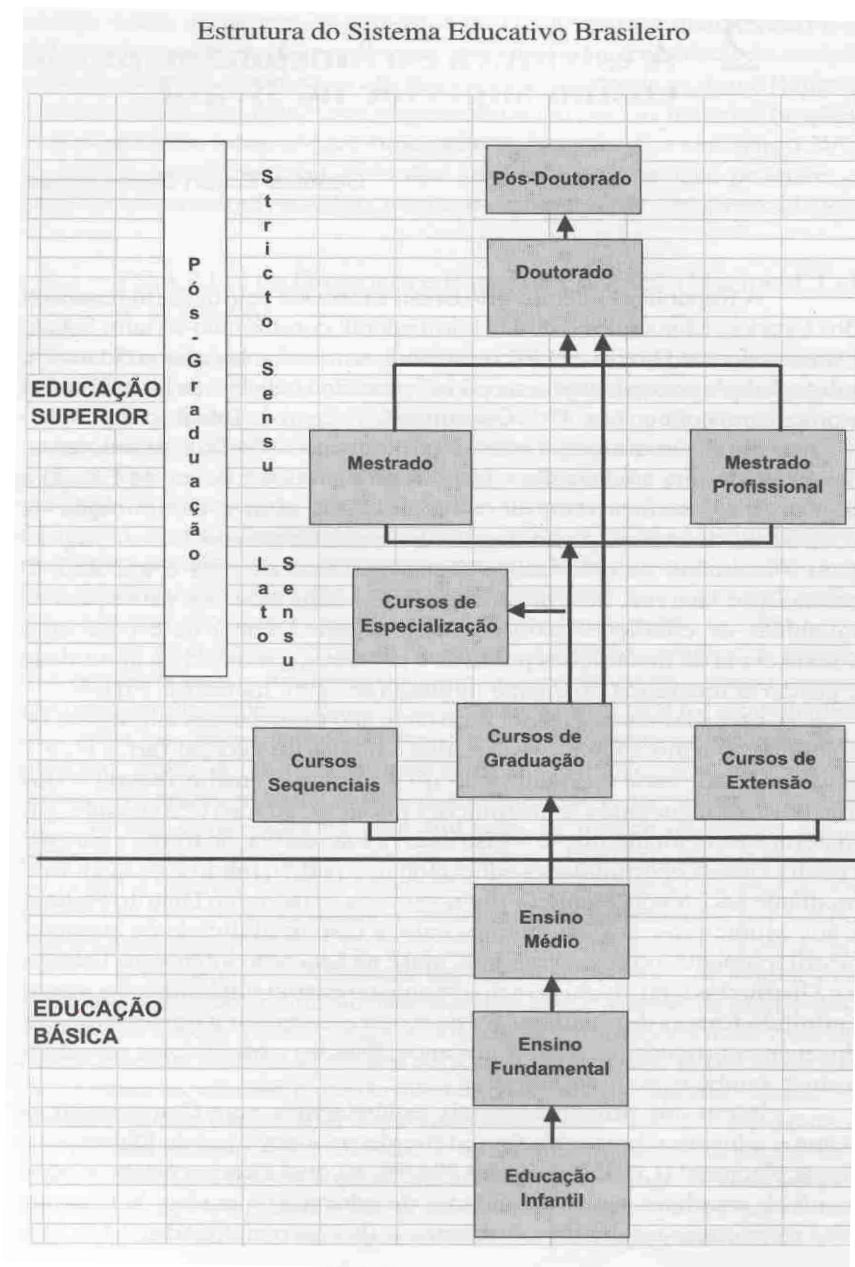 Estrutura do Sistema Educativo Brasileiro
Pós-Doutorado
Doutorado
Pós-Graduação
Stricto Sensu
EDUCAÇÃO
SUPERIOR
Mestrado
Mestrado
Profissional
Lato
Sensu
Cursos de
Especialização
Cursos
Sequenciais
Cursos de
Graduação
Cursos de
Extensão
Ensino
Médio
EDUCAÇÃO
BÁSICA
Ensino
Fundamental
Educação
Infantil